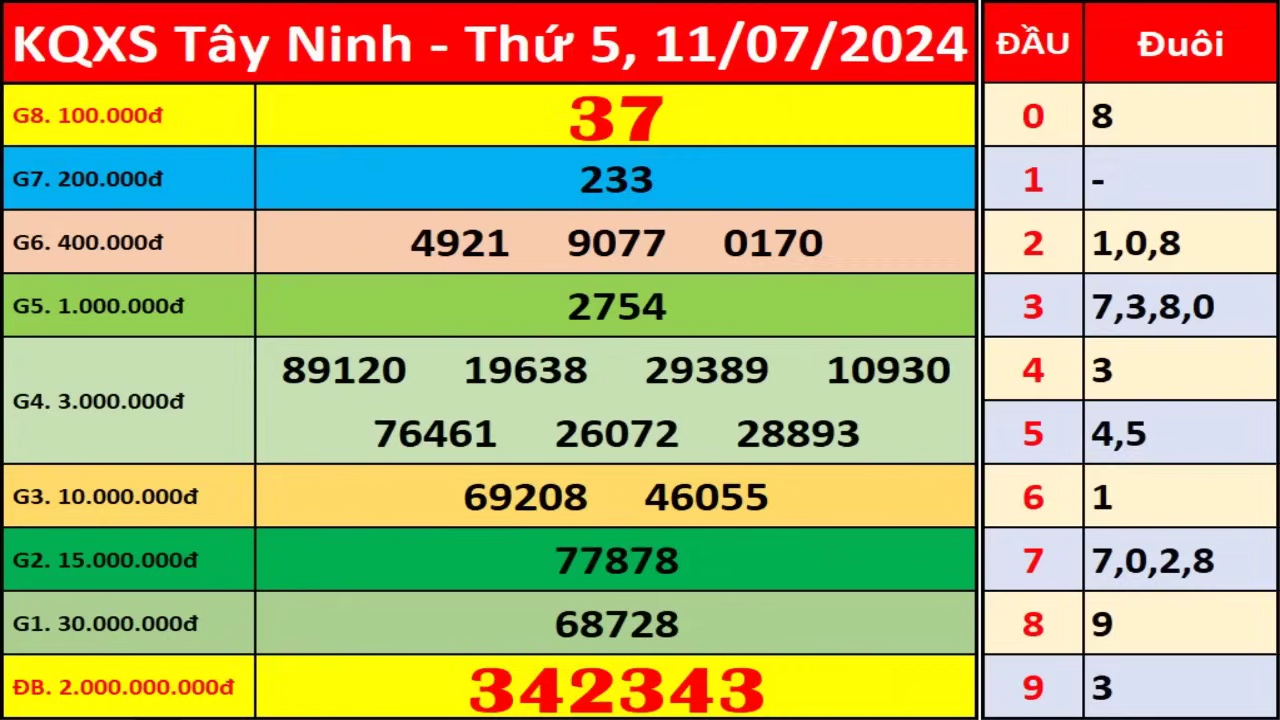 KQXS Tây Ninh - Thứ 5, 11/07/2024
G8. 100.000đ 37
G7. 200.000đ 233
G6. 400.000đ 4921 9077 0170
G5. 1.000.000đ 2754
G4. 3.000.000đ 89120 19638 29389 10930
76461 26072 28893
G3. 10.000.000đ 69208 46055
G2. 15.000.000đ 77878
G1. 30.000.000đ 68728
ĐB. 2.000.000.000đ 342343
ĐẦU Đuôi
0 8
1 -
2 1,0,8
3 7,3,8,0
4 3
5 4,5
6 1
7 7,0,2,8
8 9
9 3